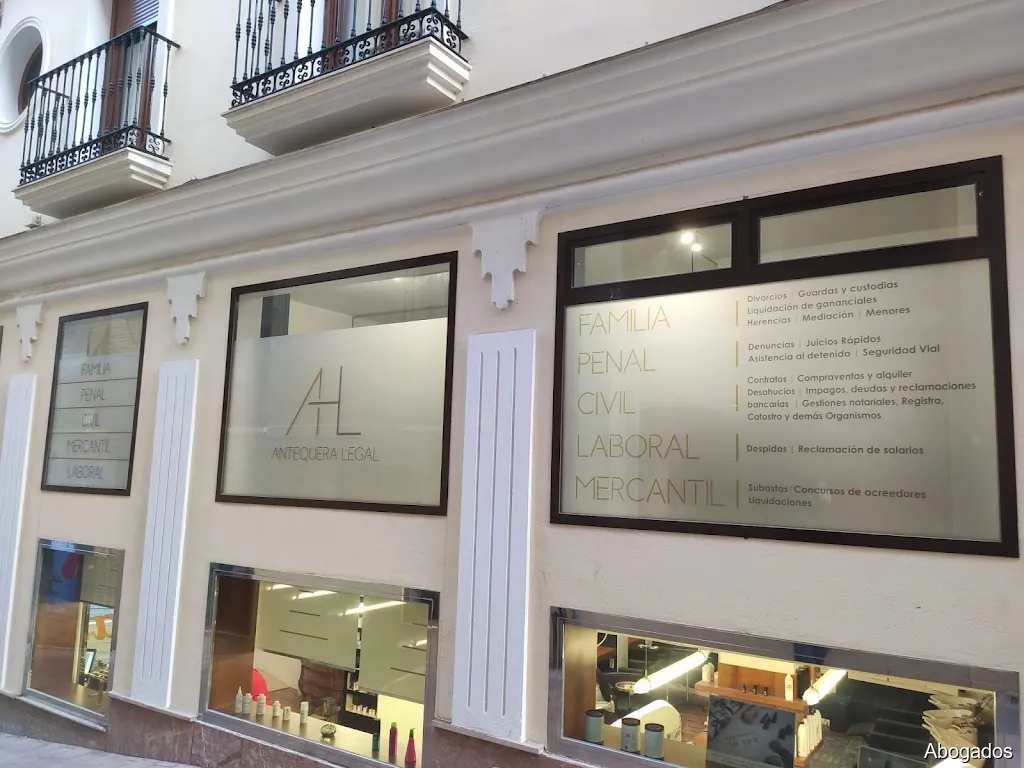 FAMILIA
PENAL
CIVIL
MERCANTIL
LABORAL
AL
ANTEQUERA LEGAL
FAMILIA
Divorcios | Guardas y custodias
Liquidación de gananciales
Herencias | Mediación | Menores
PENAL
Denuncias | Juicios Rápidos
Asistencia al detenido | Seguridad Vial
CIVIL
Contratos | Compraventas y alquiler
Desahucios | Impagos, deudas y reclamaciones
bancarias | Gestiones notariales, Registro,
Catastro y demás Organismos
LABORAL
Despidos | Reclamación de salarios
MERCANTIL
Subastas | Concursos de acreedores
Liquidaciones
Abogados